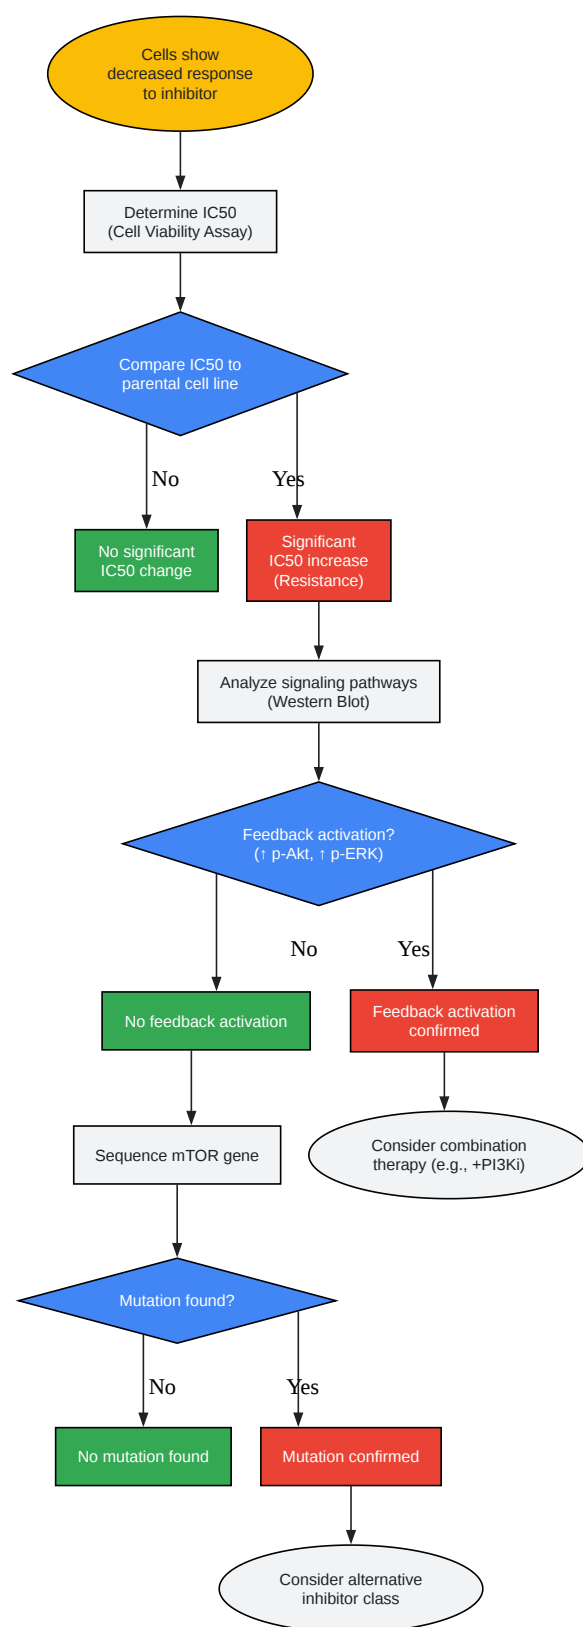 Cells show
decreased response
to inhibitor
Determine IC50
(Cell Viability Assay)
Compare IC50 to
parental cell line
No
Yes
No significant
IC50 change
Significant
IC50 increase
(Resistance)
Analyze signaling pathways
(Western Blot)
Feedback activation?
(↑ p-Akt, ↑ p-ERK)
No
Yes
No feedback activation
Feedback activation
confirmed
Sequence mTOR gene
Consider combination
therapy (e.g., +PI3Ki)
Mutation found?
No
Yes
No mutation found
Mutation confirmed
Consider alternative
inhibitor class